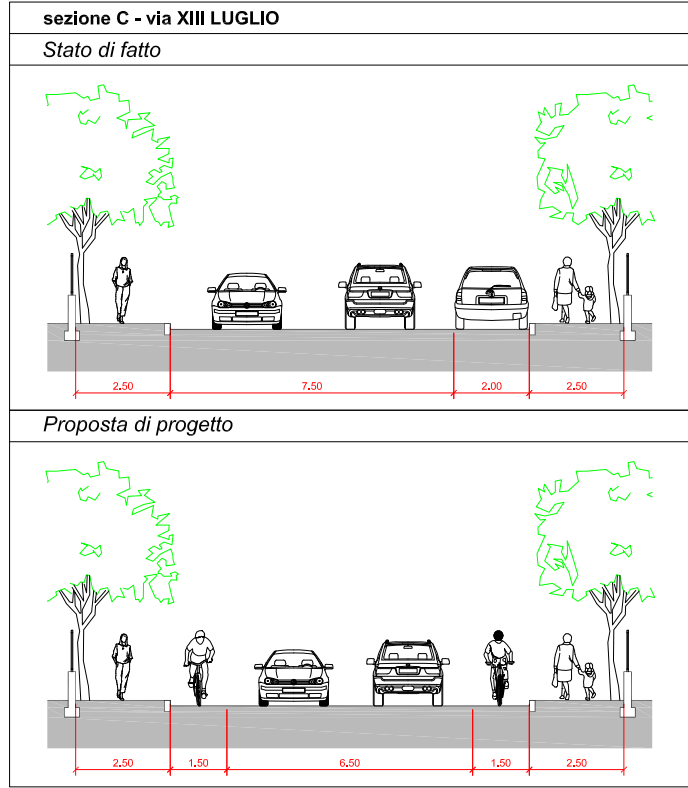 sezione C - via XIII LUGLIO
Stato di fatto
2.50 7.50 2.00 2.50
Proposta di progetto
2.50 1.50 6.50 1.50 2.50